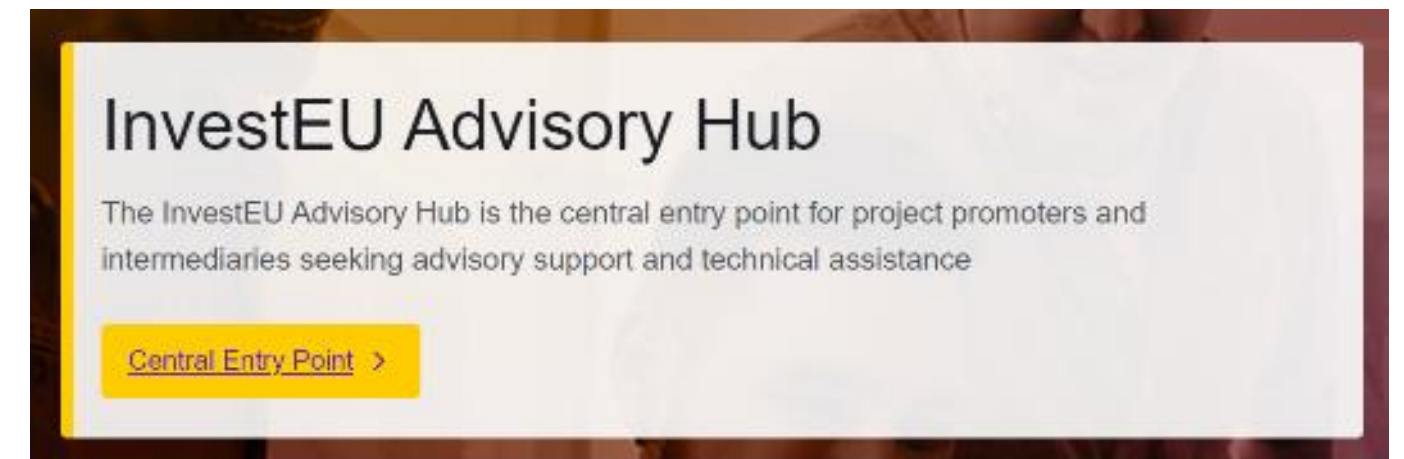 InvestEU Advisory Hub
The InvestEU Advisory Hub is the central entry point for project promoters and
intermediaries seeking advisory support and technical assistance
Central Entry Point >